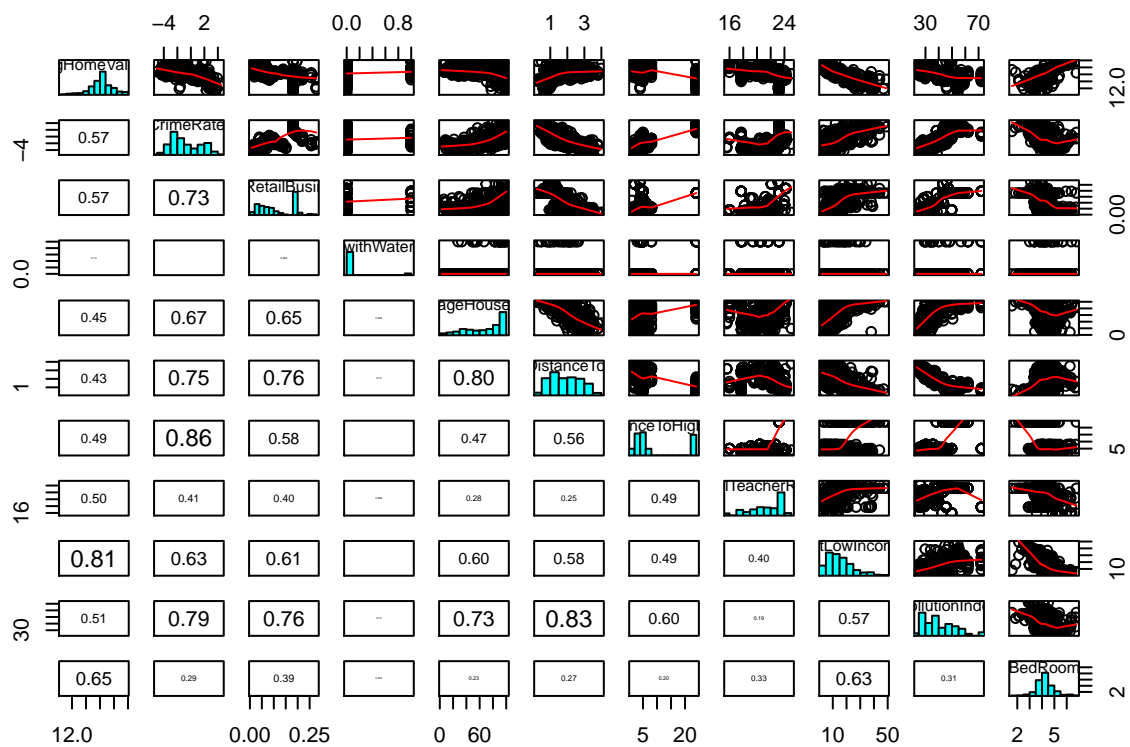 -4 2 0.0 0.8 1 3 16 24 30 70
gHomeVal 12.0
-4 0.57 CrimeRate
0.57 0.73 RetailBusin 0.00
0.0 withWater
0.45 0.67 0.65 ageHouse 0
1 0.43 0.75 0.76 0.80 DistanceTo
0.49 0.86 0.58 0.47 0.56 nceToHigh 5
16 0.50 0.41 0.40 0.28 0.25 0.49 lTeacherR
0.81 0.63 0.61 0.60 0.58 0.49 0.40 tLowIncom 10
30 0.51 0.79 0.76 0.73 0.83 0.60 0.19 0.57 ollutionInde
0.65 0.29 0.39 0.23 0.27 0.20 0.33 0.63 0.31 BedRoom 2
12.0 0.00 0.25 0 60 5 20 10 50 2 5